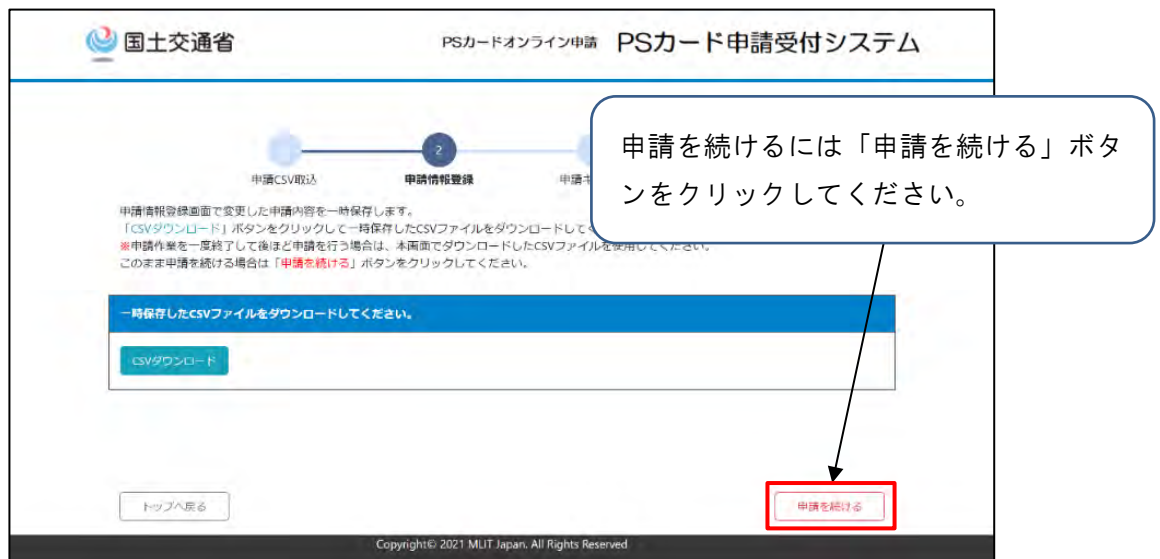 国土交通省
PSカードオンライン申請 PSカード申請受付システム
申請を続けるには「申請を続ける」ボタ
ンをクリックしてください。
2
申請CSV取込
申請情報登録
申請キ
申請情報登録画面で変更した申請内容を一時保存します。
「CSVダウンロード」ボタンをクリックして一時保存したCSVファイルをダウンロードして
※申請作業を一度終了して後ほど申請を行う場合は、本画面でダウンロードしたCSVファイルを使用してください。
このまま申請を続ける場合は「申請を続ける」ボタンをクリックしてください。
一時保存したCSVファイルをダウンロードしてください。
CSVダウンロード
トップへ戻る
申請を続ける
Copyright© 2021 MLIT Japan. All Rights Reserved